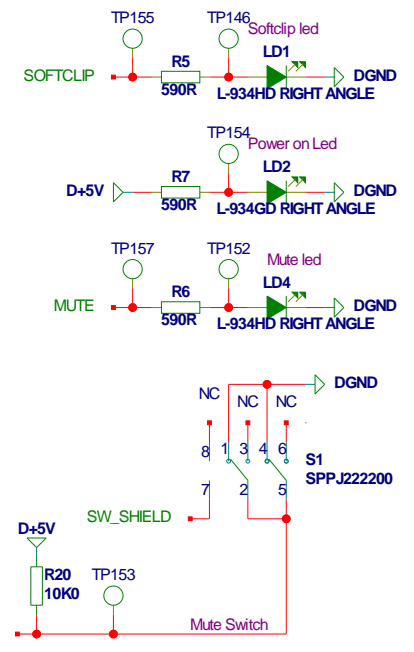 TP155 TP146 Softclip led
R5 LD1
SOFTCLIP DGND
590R L-934HD RIGHT ANGLE
TP154 Power on Led
R7 LD2
D+5V DGND
590R L-934GD RIGHT ANGLE
TP157 TP152 Mute led
R6 LD4
MUTE DGND
590R L-934HD RIGHT ANGLE
DGND
NC NC NC
8 1 3 4 6
S1
SPPJ222200
7 2 5
SW_SHIELD
D+5V
R20 TP153
10K0
Mute Switch